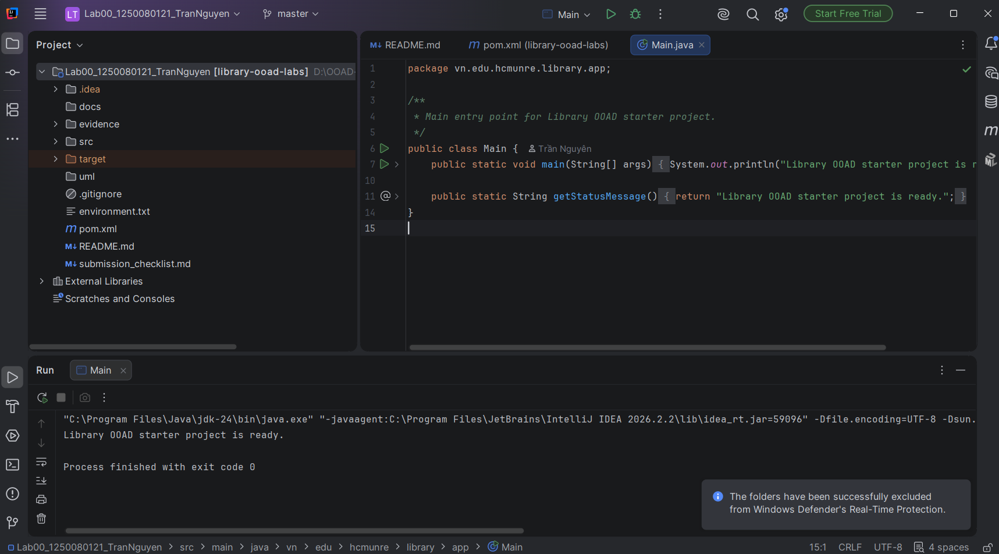 LT Lab00_1250080121_TranNguyen master Main Start Free Trial
Project
Lab00_1250080121_TranNguyen [library-ooad-labs] D:\OOAD-
.idea
docs
evidence
src
target
uml
.gitignore
environment.txt
pom.xml
README.md
submission_checklist.md
External Libraries
Scratches and Consoles
README.md pom.xml (library-ooad-labs) Main.java
1 package vn.edu.hcmunre.library.app;
2
3 /**
4 * Main entry point for Library OOAD starter project.
5 */
6 public class Main { Trần Nguyên
7 public static void main(String[] args) { System.out.println("Library OOAD starter project is r
10
11 public static String getStatusMessage() { return "Library OOAD starter project is ready."; }
14 }
15
Run Main
"C:\Program Files\Java\jdk-24\bin\java.exe" "-javaagent:C:\Program Files\JetBrains\IntelliJ IDEA 2026.2.2\lib\idea_rt.jar=59096" -Dfile.encoding=UTF-8 -Dsun.
Library OOAD starter project is ready.
Process finished with exit code 0
The folders have been successfully excluded
from Windows Defender's Real-Time Protection.
Lab00_1250080121_TranNguyen > src > main > java > vn > edu > hcmunre > library > app > Main 15:1 CRLF UTF-8 4 spaces